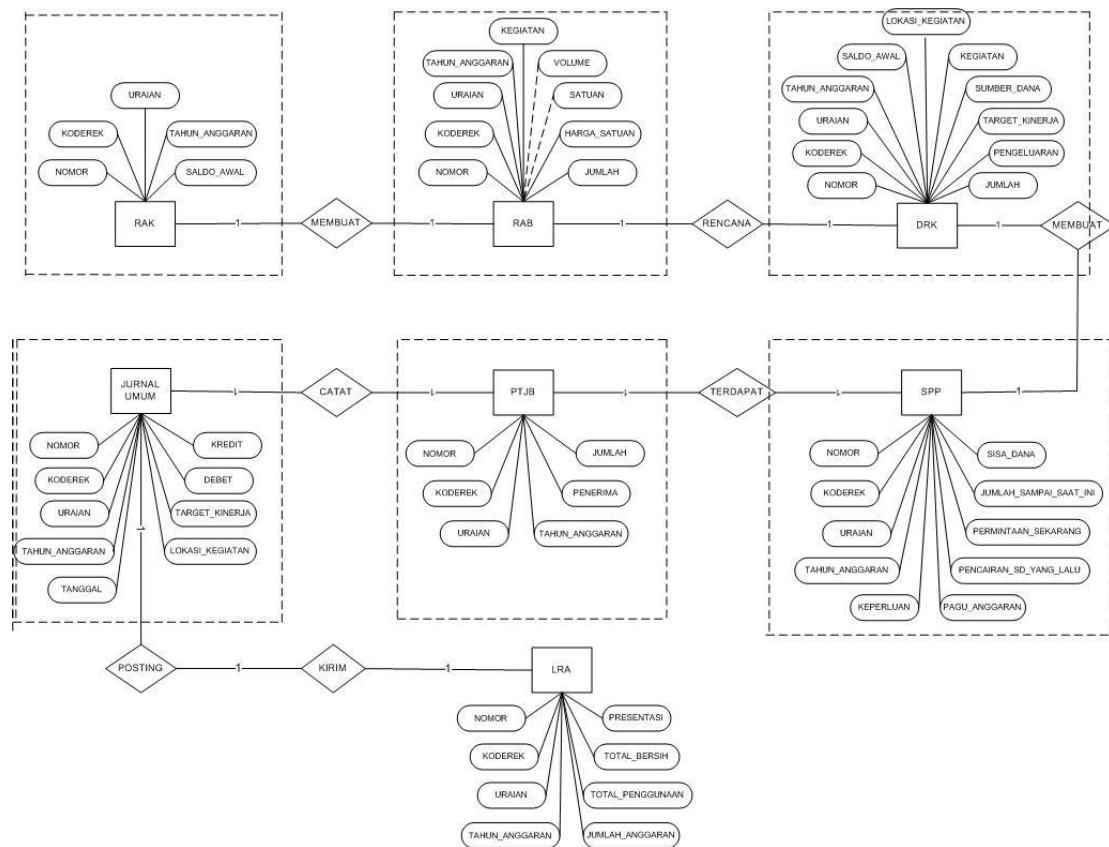 URAIAN
KODEREK
TAHUN_ANGGARAN
NOMOR
SALDO_AWAL
RAK
1
MEMBUAT
1
KEGIATAN
TAHUN_ANGGARAN
VOLUME
URAIAN
SATUAN
KODEREK
HARGA_SATUAN
NOMOR
JUMLAH
RAB
1
RENCANA
1
LOKASI_KEGIATAN
SALDO_AWAL
KEGIATAN
TAHUN_ANGGARAN
SUMBER_DANA
URAIAN
TARGET_KINERJA
KODEREK
PENGELUARAN
NOMOR
JUMLAH
DRK
1
MEMBUAT
JURNAL
UMUM
1
CATAT
1
NOMOR
KREDIT
KODEREK
DEBET
URAIAN
TARGET_KINERJA
TAHUN_ANGGARAN
1
LOKASI_KEGIATAN
TANGGAL
PTJB
1
TERDAPAT
1
NOMOR
JUMLAH
KODEREK
PENERIMA
URAIAN
TAHUN_ANGGARAN
SPP
1
NOMOR
SISA_DANA
KODEREK
JUMLAH_SAMPAI_SAAT_INI
URAIAN
PERMINTAAN_SEKARANG
TAHUN_ANGGARAN
PENCAIRAN_SD_YANG_LALU
KEPERLUAN
PAGU_ANGGARAN
POSTING
1
KIRIM
1
LRA
NOMOR
PRESENTASI
KODEREK
TOTAL_BERSIH
URAIAN
TOTAL_PENGGUNAAN
TAHUN_ANGGARAN
JUMLAH_ANGGARAN